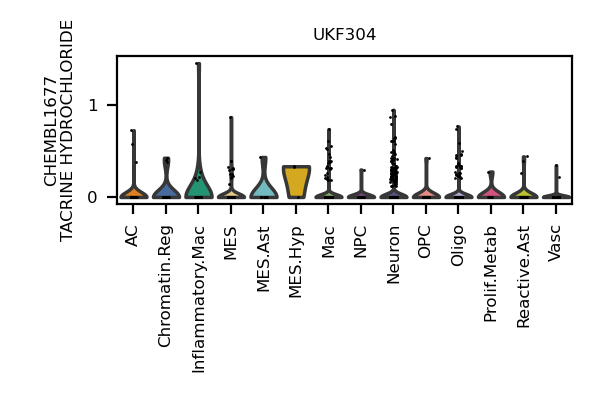 UKF304
CHEMBL1677
TACRINE HYDROCHLORIDE
1
0
AC
Chromatin.Reg
Inflammatory.Mac
MES
MES.Ast
MES.Hyp
Mac
NPC
Neuron
OPC
Oligo
Prolif.Metab
Reactive.Ast
Vasc